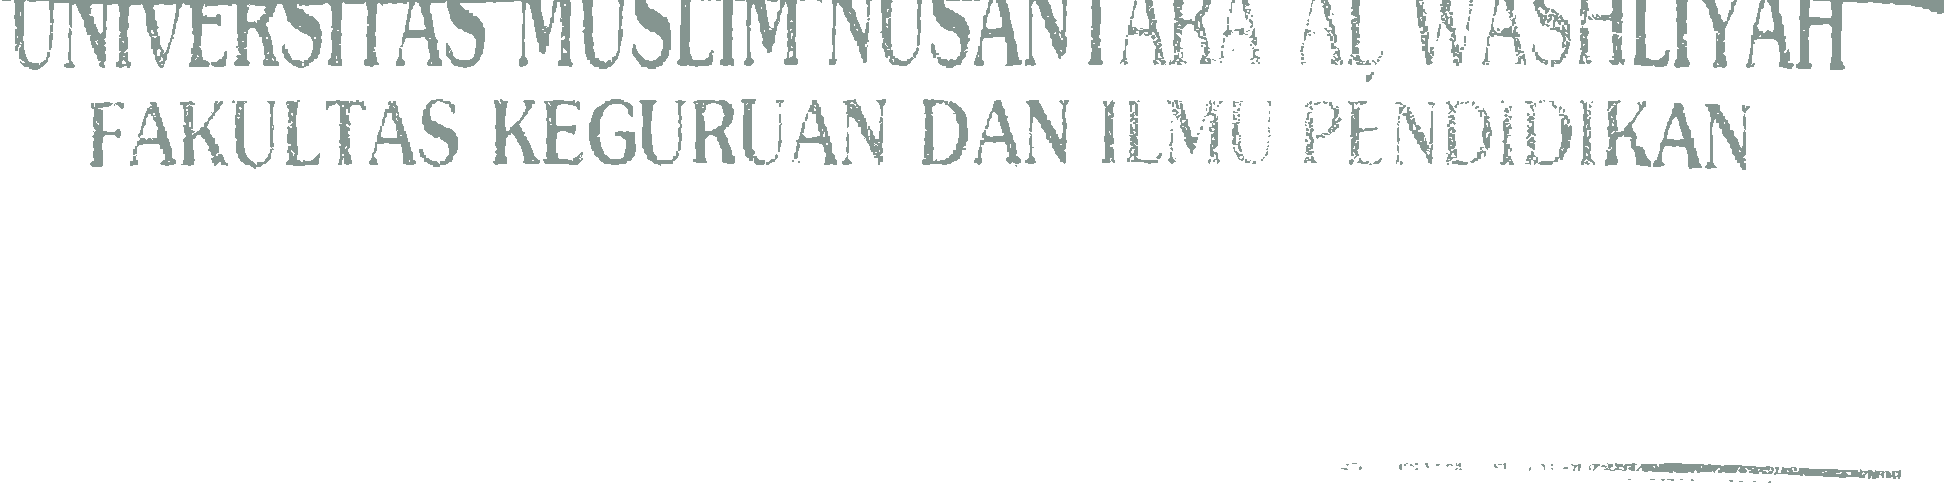 UNIVERSITAS MUSLIM NUSANTARA AL WASHLIYAH
FAKULTAS KEGURUAN DAN ILMU PENDIDIKAN